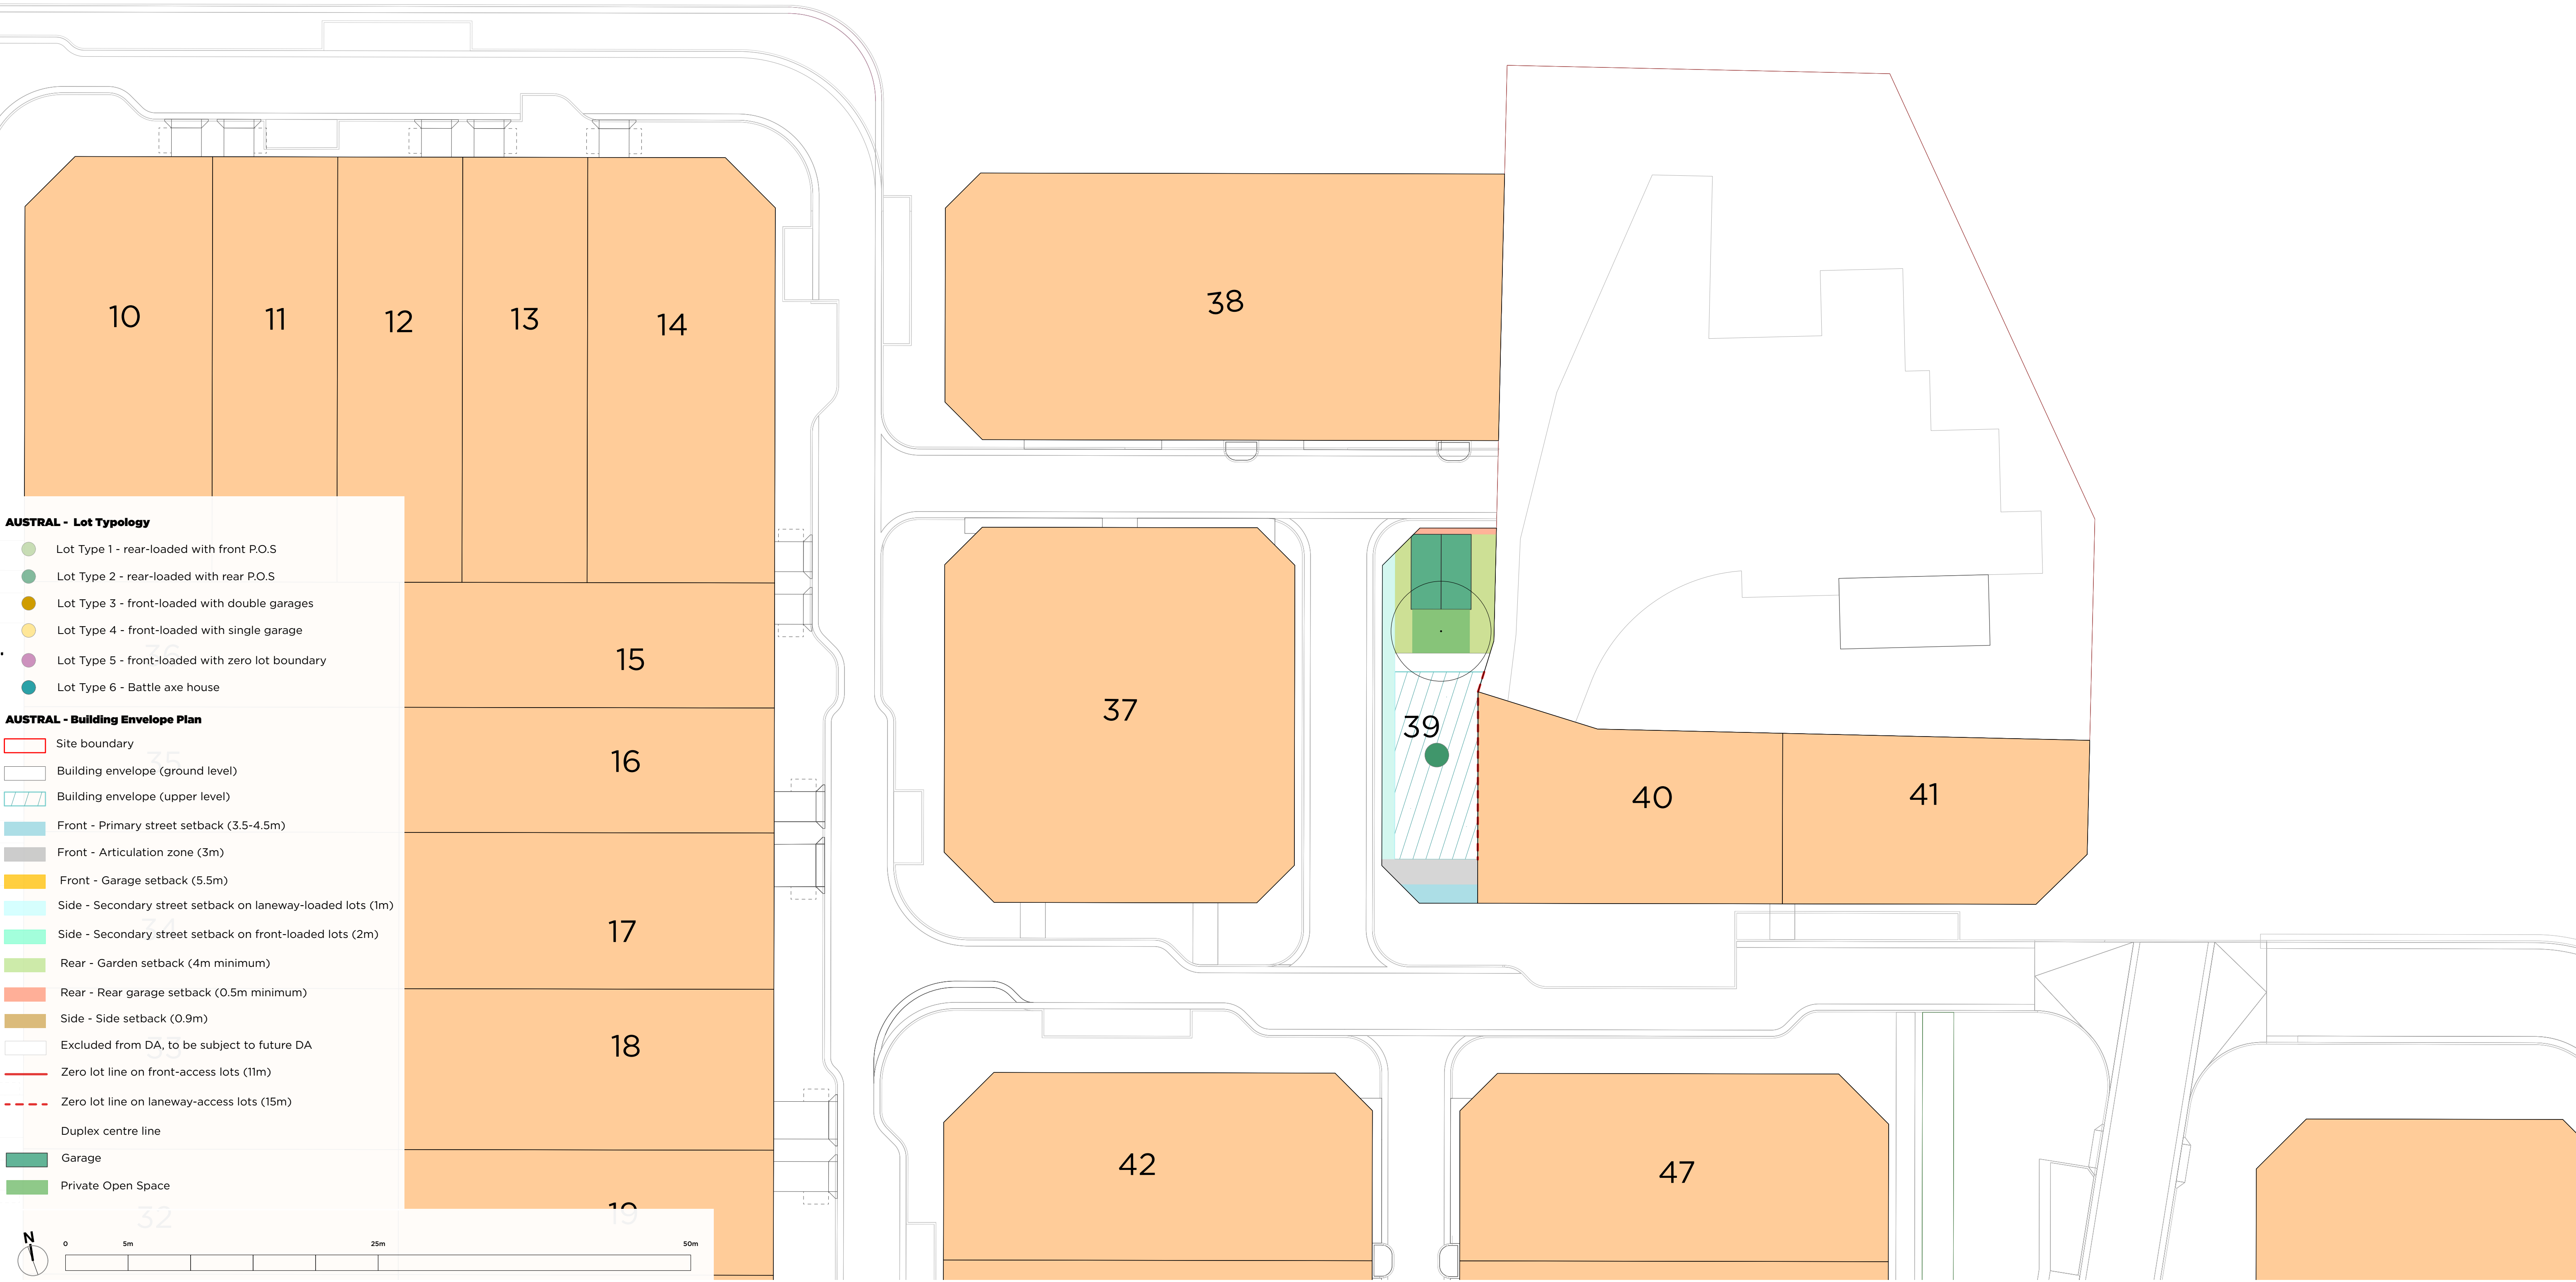 10
11
12
13
14
38
15
16
17
18
19
37
39
40
41
42
47
AUSTRAL - Lot Typology
Lot Type 1 - rear-loaded with front P.O.S
Lot Type 2 - rear-loaded with rear P.O.S
Lot Type 3 - front-loaded with double garages
Lot Type 4 - front-loaded with single garage
36
Lot Type 5 - front-loaded with zero lot boundary
Lot Type 6 - Battle axe house
AUSTRAL - Building Envelope Plan
Site boundary
35
Building envelope (ground level)
Building envelope (upper level)
Front - Primary street setback (3.5-4.5m)
Front - Articulation zone (3m)
Front - Garage setback (5.5m)
Side - Secondary street setback on laneway-loaded lots (1m)
34
Side - Secondary street setback on front-loaded lots (2m)
Rear - Garden setback (4m minimum)
Rear - Rear garage setback (0.5m minimum)
Side - Side setback (0.9m)
33
Excluded from DA, to be subject to future DA
Zero lot line on front-access lots (11m)
Zero lot line on laneway-access lots (15m)
Duplex centre line
Garage
Private Open Space
32
N
0 5m 25m 50m